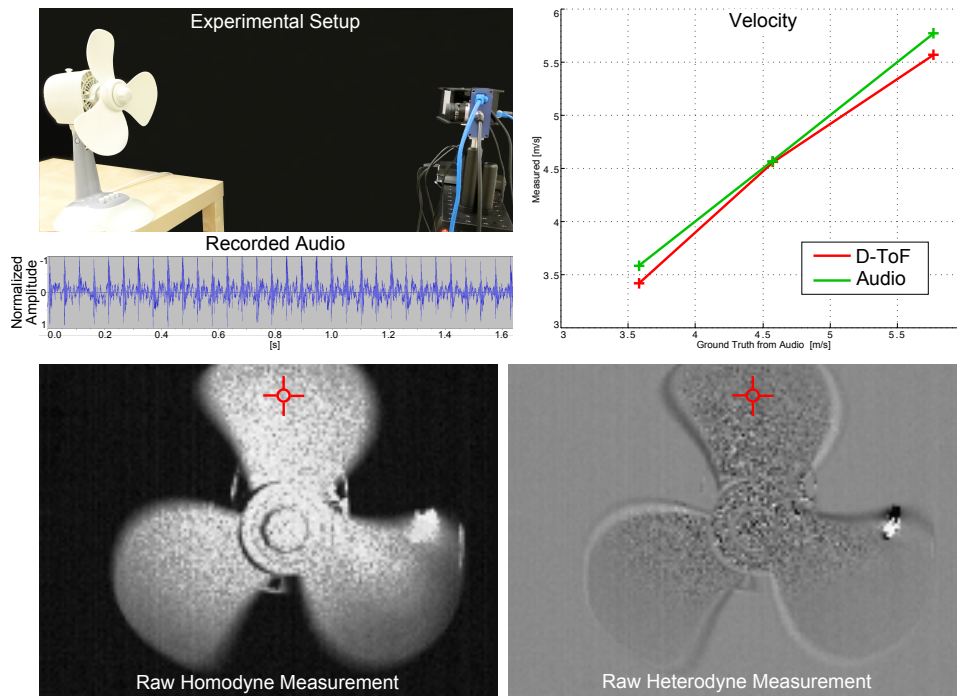 Experimental Setup
Recorded Audio
Normalized
Amplitude
-1
0
1
0.0
0.2
0.4
0.6
0.8
1.0
1.2
1.4
1.6
[s]
Velocity
Measured [m/s]
6
5.5
5
4.5
4
3.5
3
3
3.5
4
4.5
5
5.5
Ground Truth from Audio [m/s]
D-ToF
Audio
Raw Homodyne Measurement
Raw Heterodyne Measurement